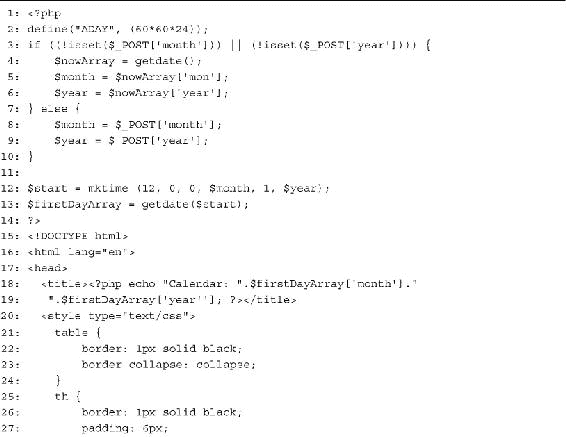 1: <?php
2: define("ADAY", (60*60*24));
3: if ((!isset($_POST['month'])) || (!isset($_POST['year']))) {
4:     $nowArray = getdate();
5:     $month = $nowArray['mon'];
6:     $year = $nowArray['year'];
7: } else {
8:     $month = $_POST['month'];
9:     $year = $_POST['year'];
10: }
11:
12: $start = mktime (12, 0, 0, $month, 1, $year);
13: $firstDayArray = getdate($start);
14: ?>
15: <!DOCTYPE html>
16: <html lang="en">
17: <head>
18:   <title><?php echo "Calendar: ".$firstDayArray['month']."
19:    ".$firstDayArray['year'']; ?></title>
20:   <style type="text/css">
21:     table {
22:         border: 1px solid black;
23:         border-collapse: collapse;
24:     }
25:     th {
26:         border: 1px solid black;
27:         padding: 6px;